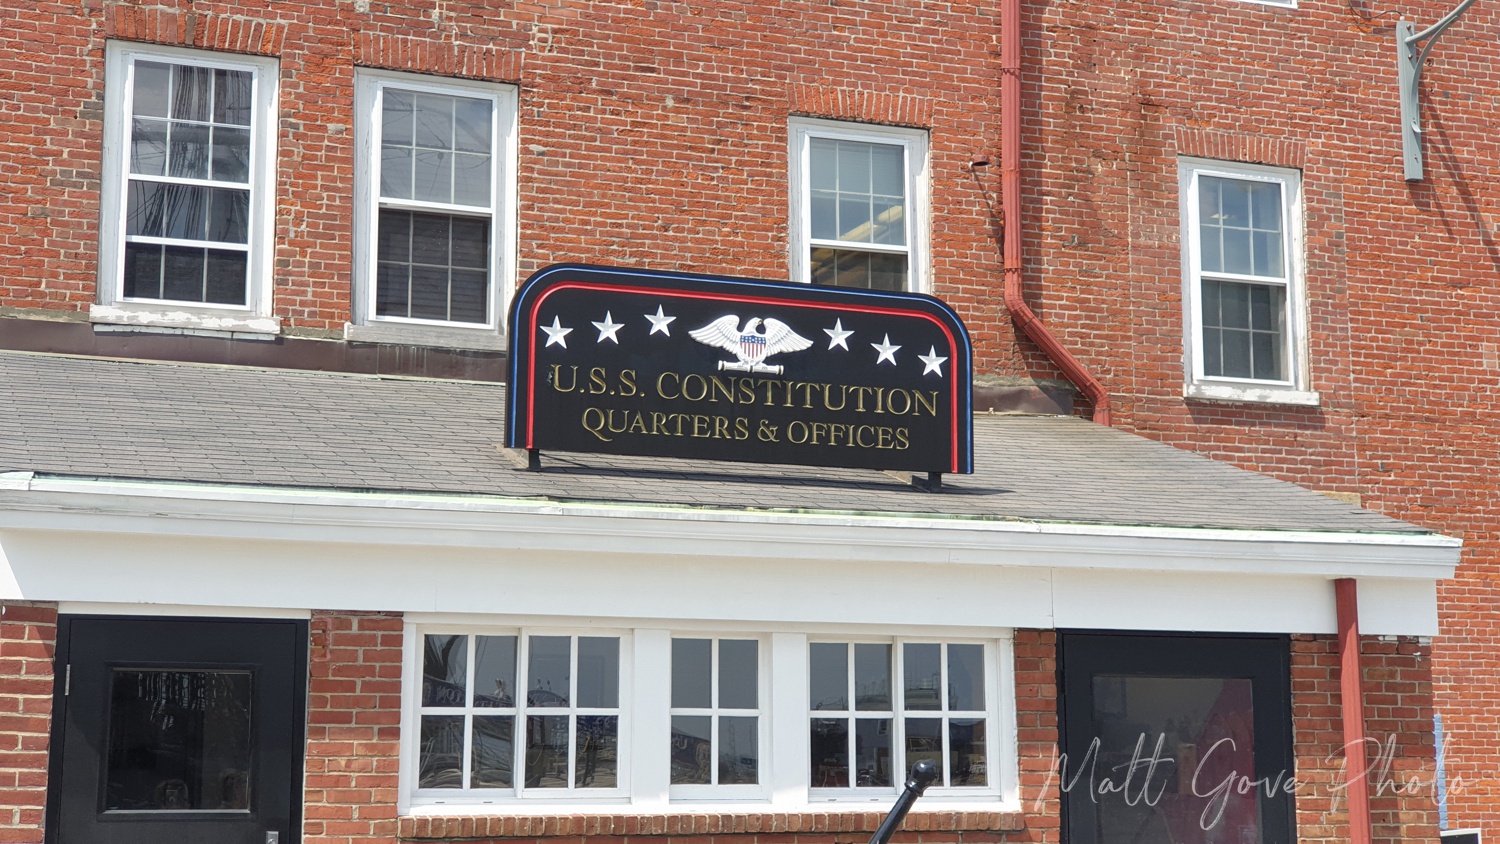 U.S.S. CONSTITUTION
QUARTERS & OFFICES
Matt Gove Photo